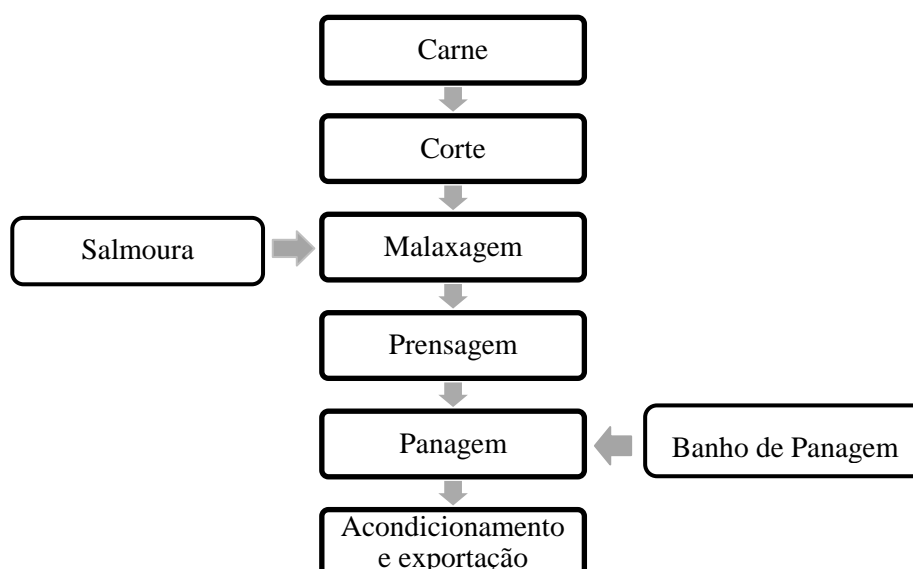 Carne
Corte
Salmoura
Malaxagem
Prensagem
Panagem
Banho de Panagem
Acondicionamento
e exportação